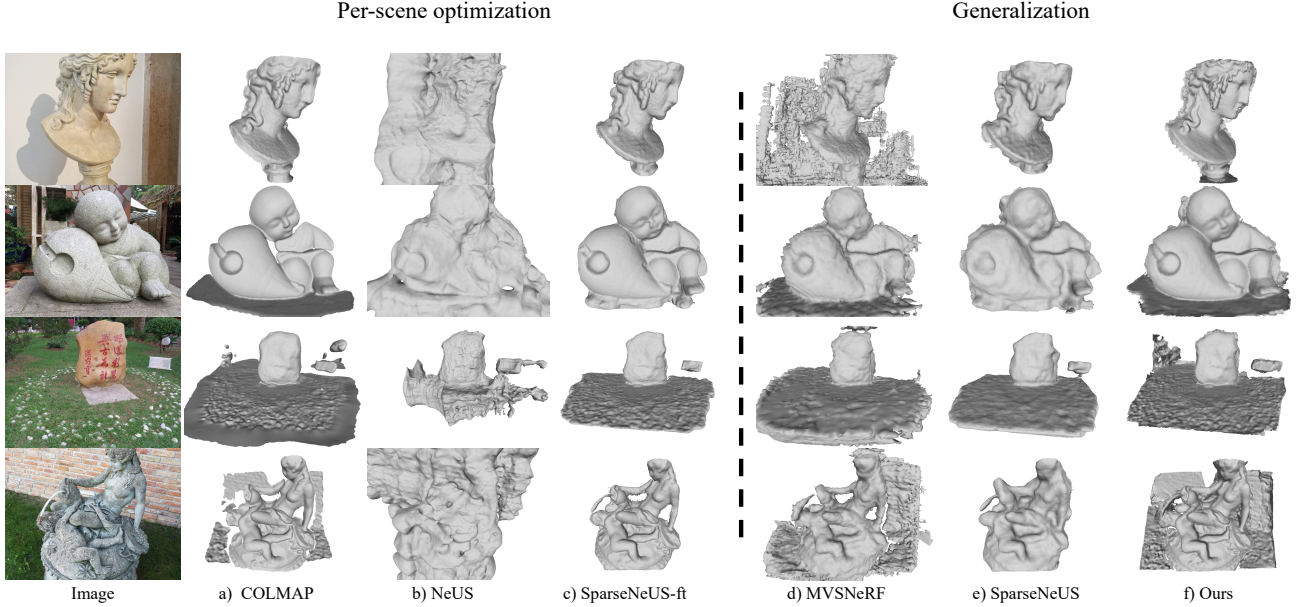 Per-scene optimization
Generalization
Image
a) COLMAP
b) NeUS
c) SparseNeUS-ft
d) MVSNeRF
e) SparseNeUS
f) Ours